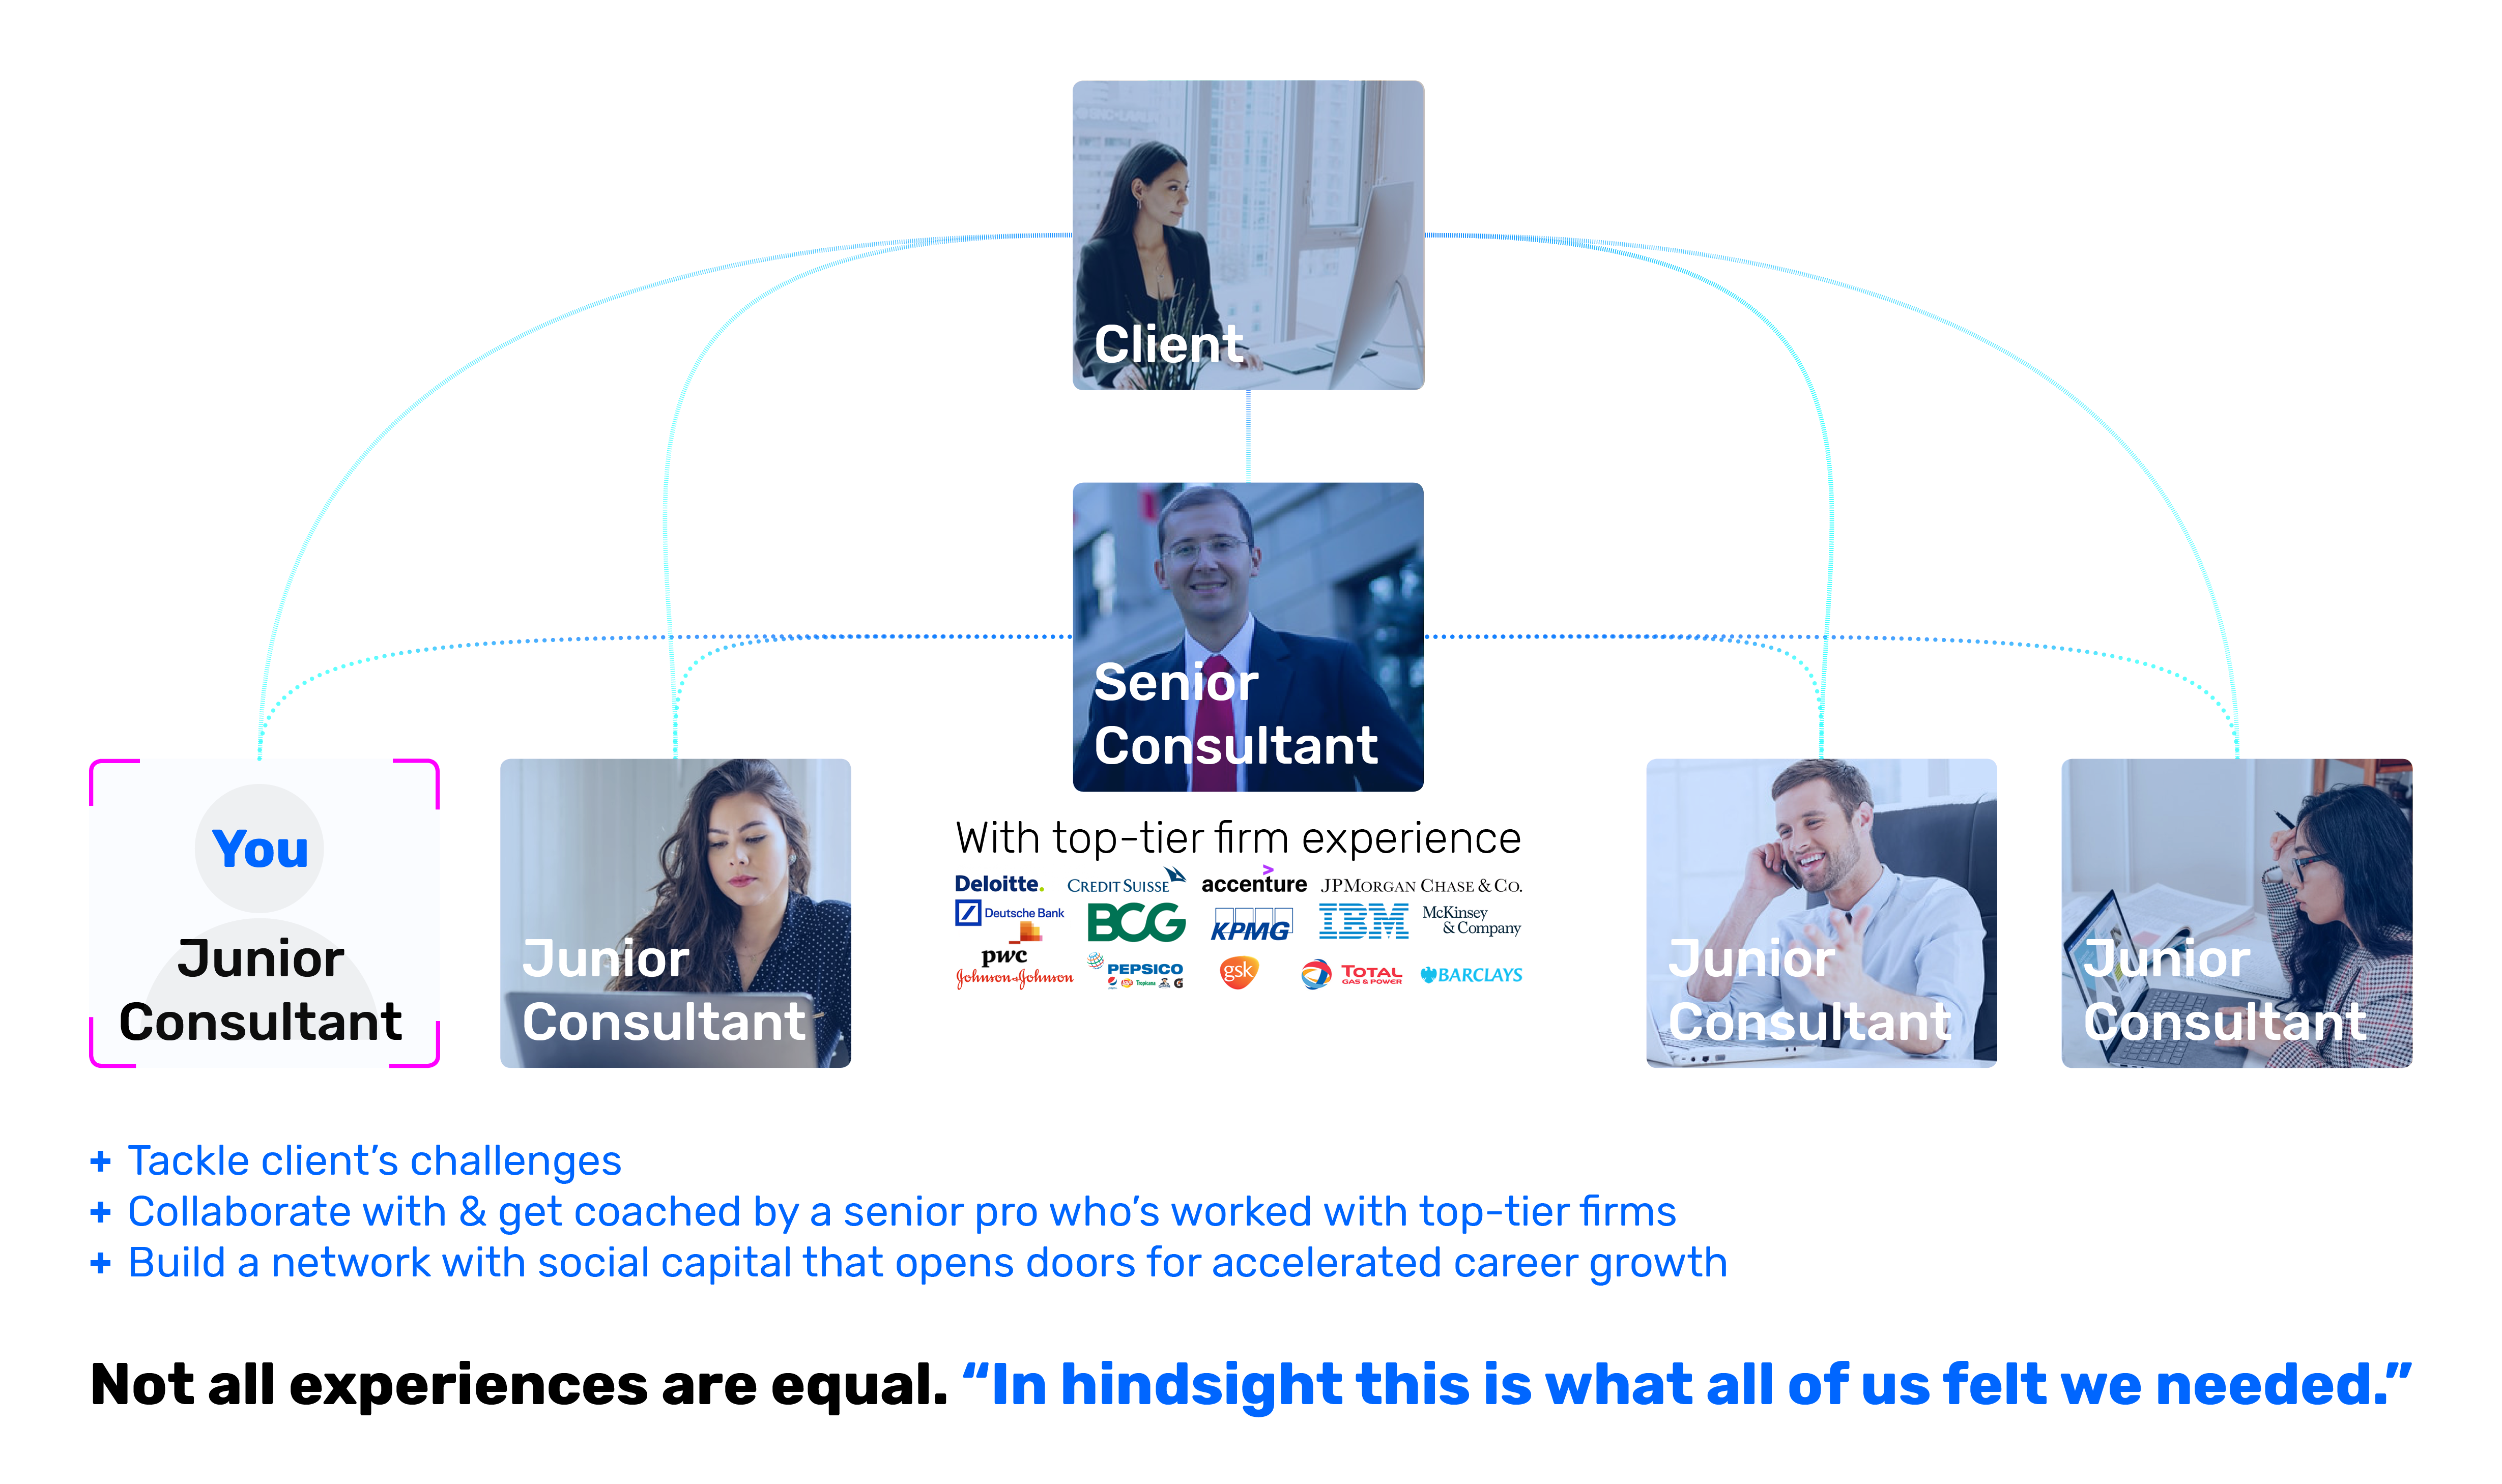 Client
Senior
Consultant
You
Junior
Consultant
Junior
Consultant
With top-tier firm experience
Deloitte.
CREDIT SUISSE
accenture
JPMORGAN CHASE & CO.
Deutsche Bank
BCG
KPMG
IBM
McKinsey
& Company
pwc
Johnson&Johnson
PEPSICO
Tropicana
G
gsk
TOTAL
GAS & POWER
BARCLAYS
Junior
Consultant
Junior
Consultant
+ Tackle client’s challenges
+ Collaborate with & get coached by a senior pro who’s worked with top-tier firms
+ Build a network with social capital that opens doors for accelerated career growth
Not all experiences are equal. “In hindsight this is what all of us felt we needed.”